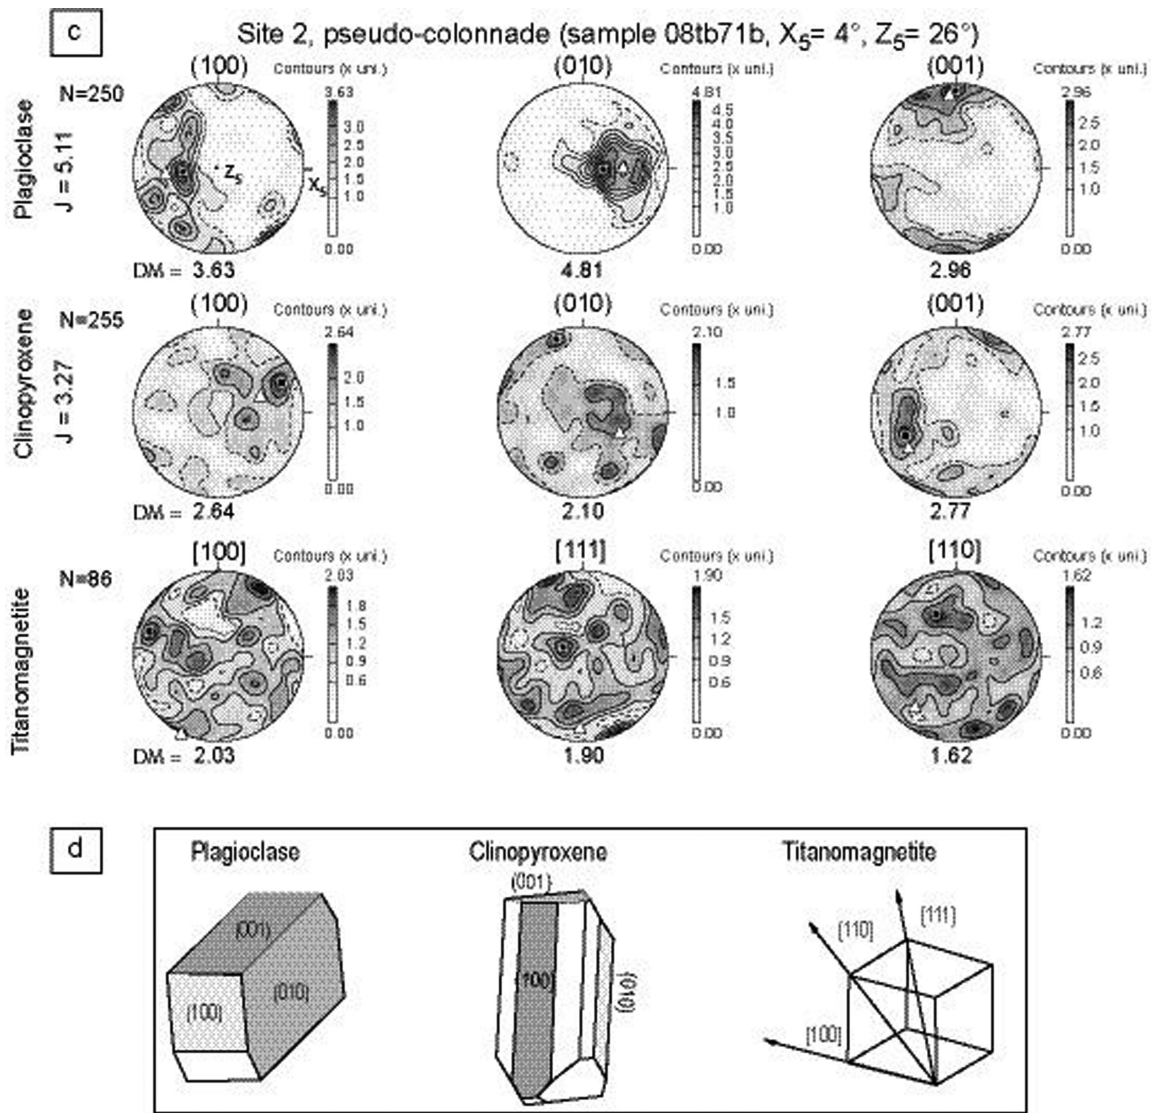 c
Site 2, pseudo-colonnade (sample 08tb71b, X5= 4°, Z5= 26°)
Plagioclase
J = 5.11
N=250
(100)
Contours (x uni.)
3.63
3.0
2.5
2.0
1.5
1.0
0.00
Z5
X5
DM = 3.63
(010)
Contours (x uni.)
4.81
4.5
4.0
3.5
3.0
2.5
2.0
1.5
1.0
0.00
4.81
(001)
Contours (x uni.)
2.96
2.5
2.0
1.5
1.0
0.00
2.96
Clinopyroxene
J = 3.27
N=255
(100)
Contours (x uni.)
2.64
2.0
1.5
1.0
0.00
DM = 2.64
(010)
Contours (x uni.)
2.10
1.5
1.0
0.00
2.10
(001)
Contours (x uni.)
2.77
2.5
2.0
1.5
1.0
0.00
2.77
Titanomagnetite
N=86
[100]
Contours (x uni.)
2.03
1.8
1.5
1.2
0.9
0.6
0.00
DM = 2.03
[111]
Contours (x uni.)
1.90
1.5
1.2
0.9
0.6
0.00
1.90
[110]
Contours (x uni.)
1.62
1.2
0.9
0.6
0.00
1.62
d
Plagioclase
(001)
(100)
(010)
Clinopyroxene
(001)
(100)
(010)
Titanomagnetite
[111]
[110]
[100]